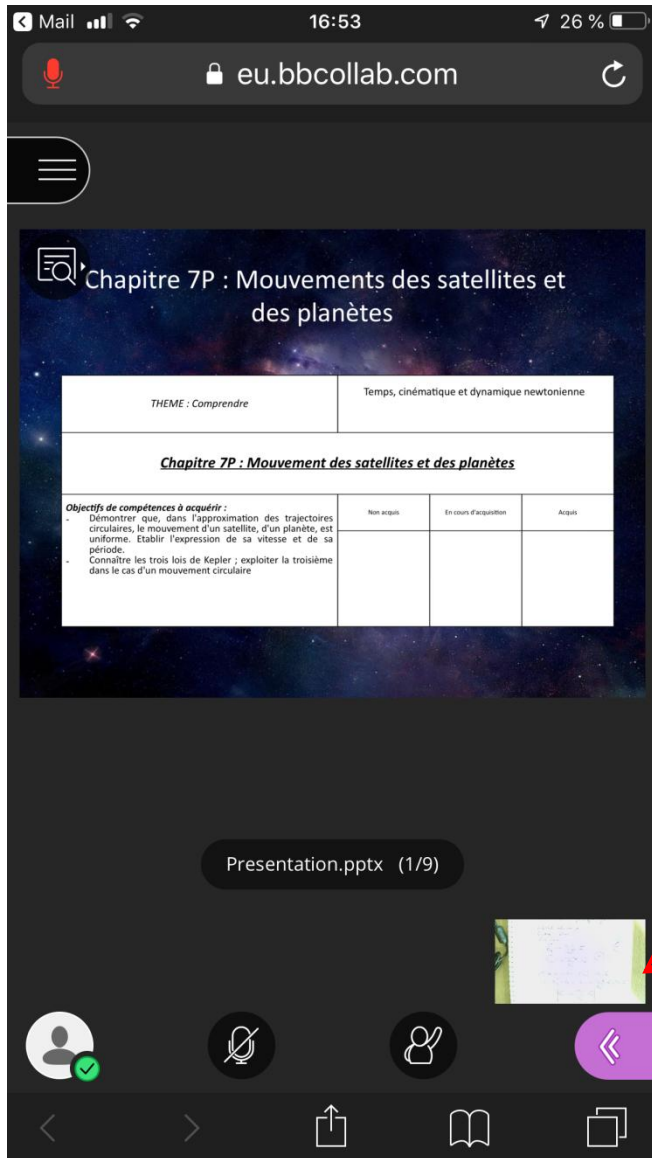 Mail 16:53 26 %
eu.bbcollab.com
Chapitre 7P : Mouvements des satellites et
des planètes
THEME : Comprendre
Temps, cinématique et dynamique newtonienne
Chapitre 7P : Mouvement des satellites et des planètes
Objectifs de compétences à acquérir :
- Démontrer que, dans l'approximation des trajectoires
circulaires, le mouvement d'un satellite, d'un planète, est
uniforme. Etablir l'expression de sa vitesse et de sa
période.
- Connaître les trois lois de Kepler ; exploiter la troisième
dans le cas d'un mouvement circulaire
Non acquis
En cours d'acquisition
Acquis
Presentation.pptx (1/9)